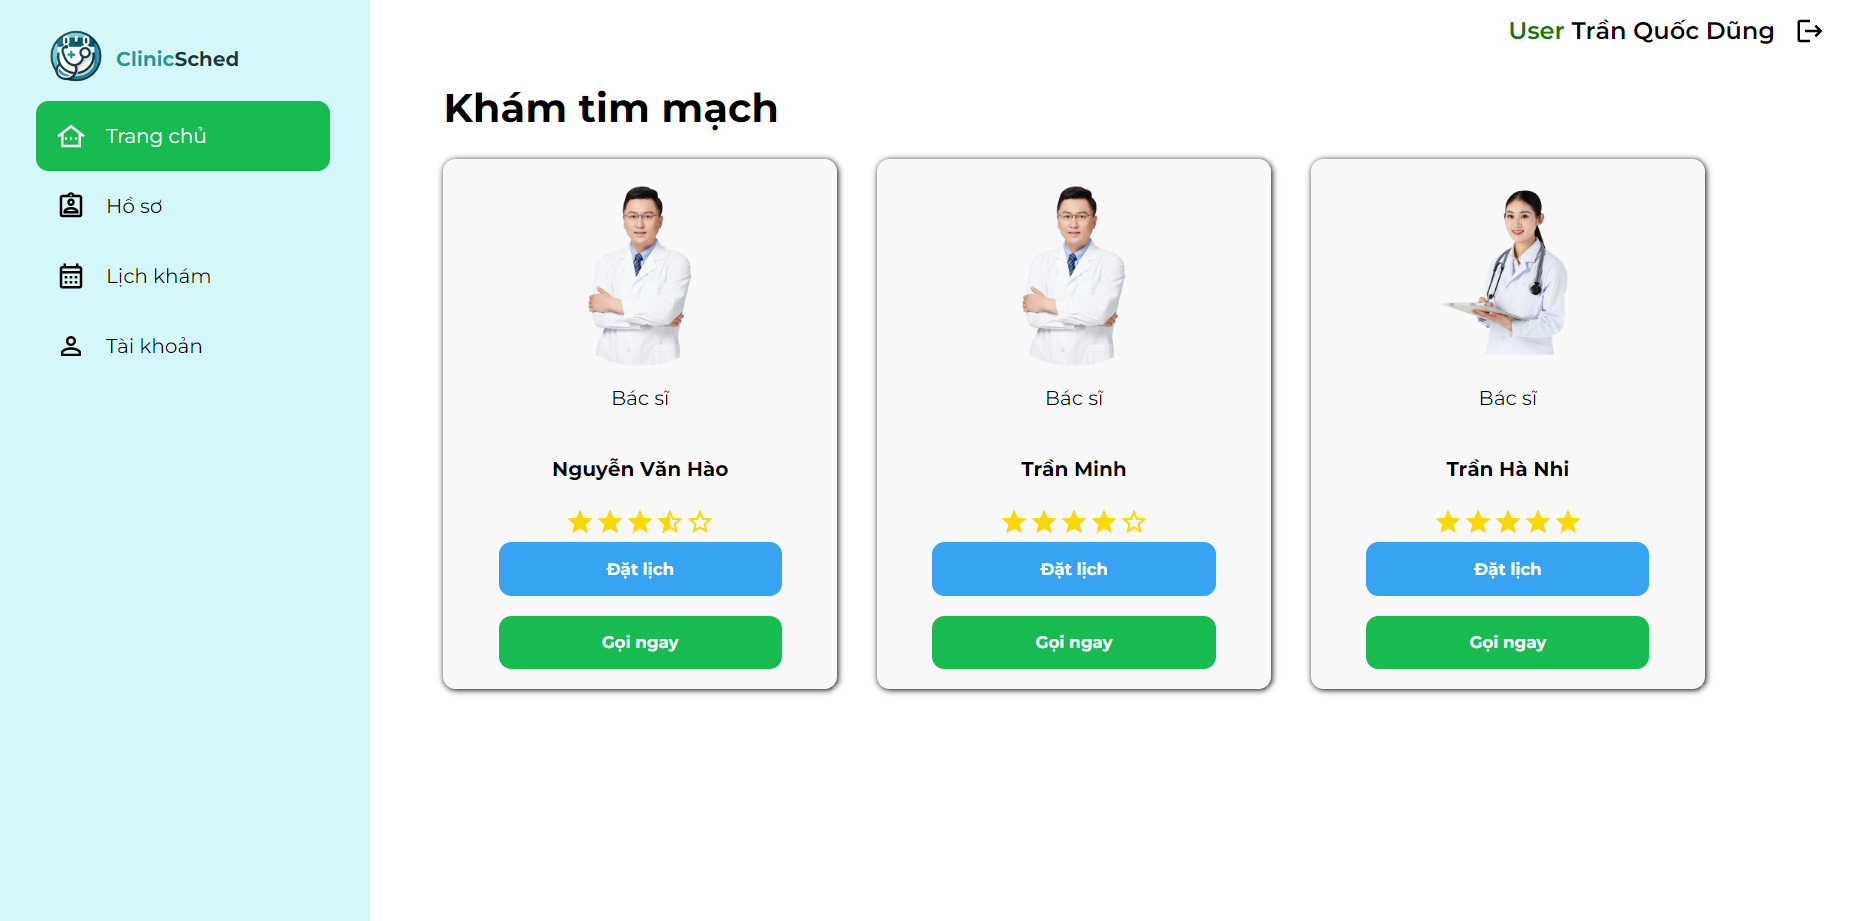 ClinicSched
User Trần Quốc Dũng
Trang chủ
Hồ sơ
Lịch khám
Tài khoản
Khám tim mạch
Bác sĩ
Nguyễn Văn Hào
Đặt lịch
Gọi ngay
Bác sĩ
Trần Minh
Đặt lịch
Gọi ngay
Bác sĩ
Trần Hà Nhi
Đặt lịch
Gọi ngay